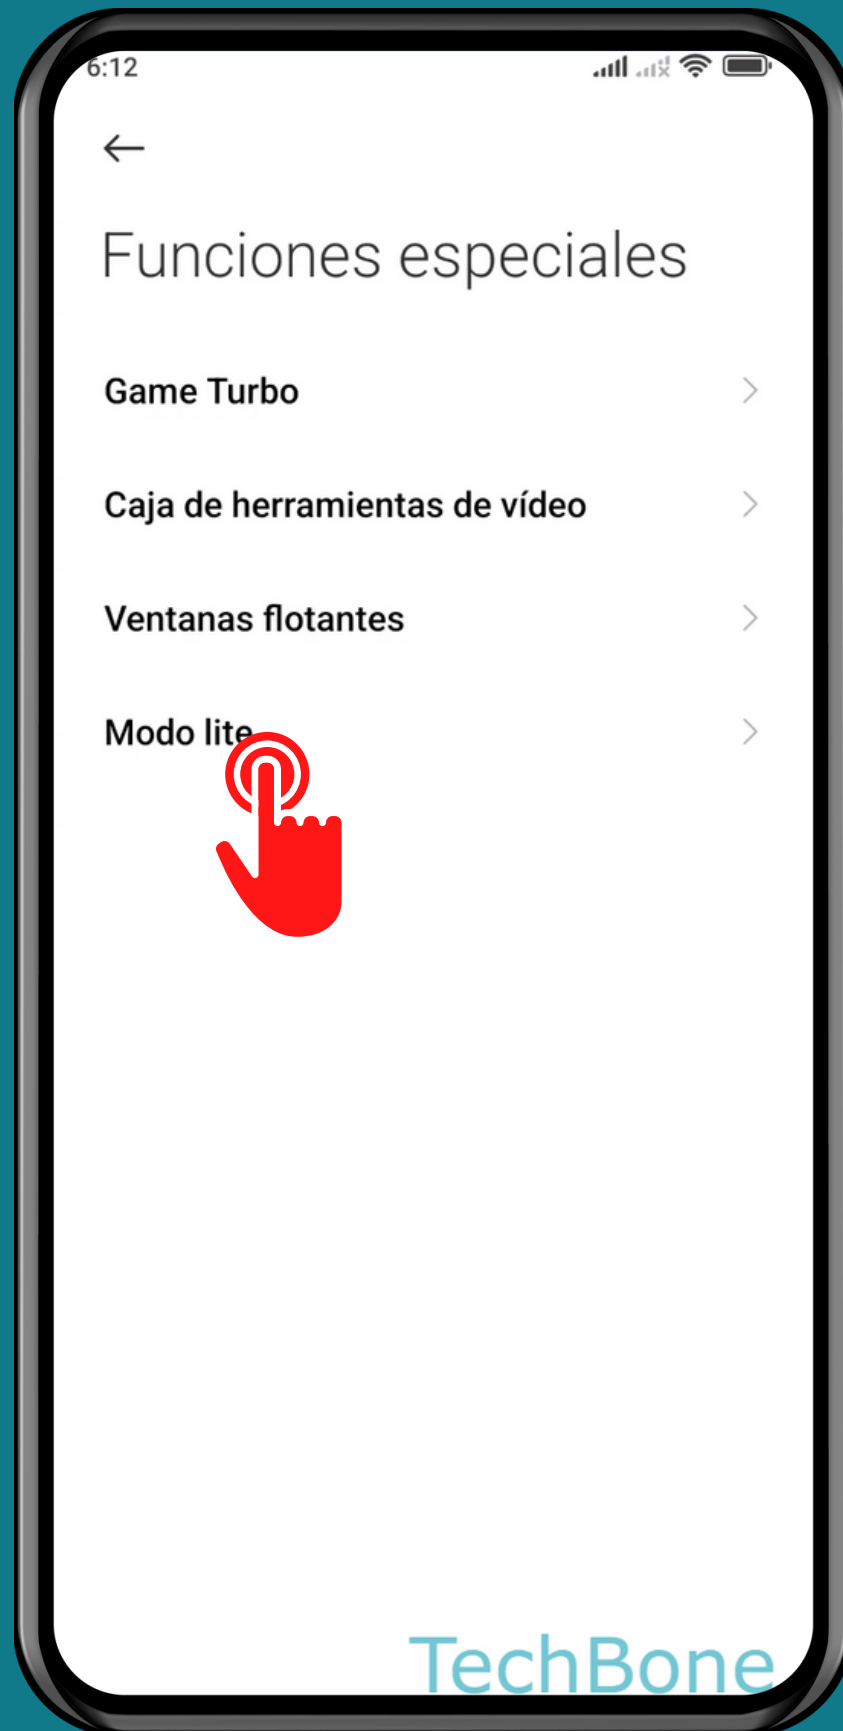 6:12
Funciones especiales
Game Turbo
Caja de herramientas de vídeo
Ventanas flotantes
Modo lite
TechBone